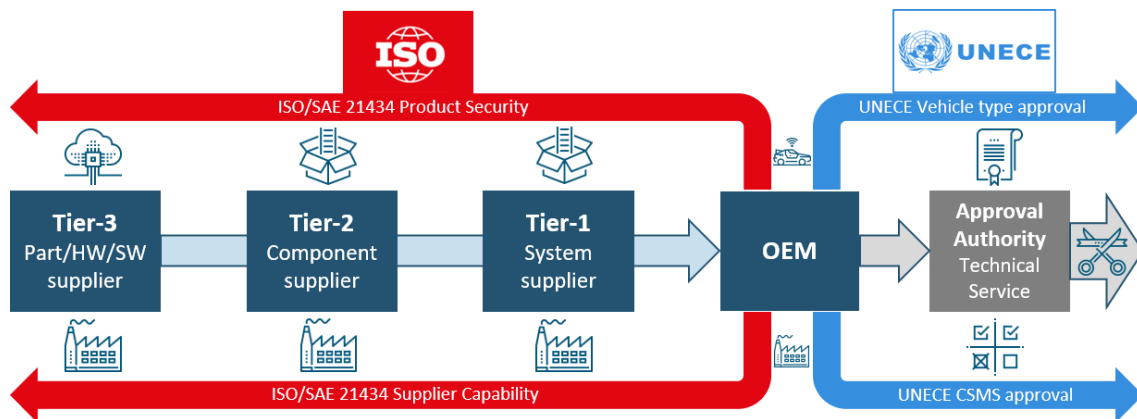 ISO
UNECE
ISO/SAE 21434 Product Security
UNECE Vehicle type approval
Tier-3
Part/HW/SW
supplier
Tier-2
Component
supplier
Tier-1
System
supplier
OEM
Approval
Authority
Technical
Service
ISO/SAE 21434 Supplier Capability
UNECE CSMS approval